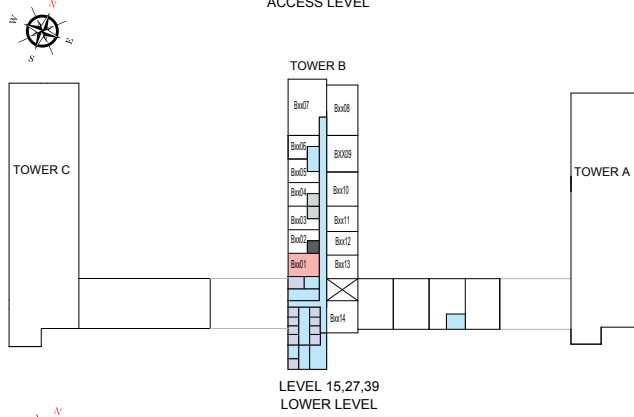 ACCESS LEVEL
N
W
E
S
TOWER B
Bxx07
Bxx08
Bxx06
BXX09
Bxx05
TOWER C
TOWER A
Bxx04
Bxx10
Bxx03
Bxx11
Bxx02
Bxx12
Bxx01
Bxx13
Bxx14
LEVEL 15,27,39
LOWER LEVEL
N